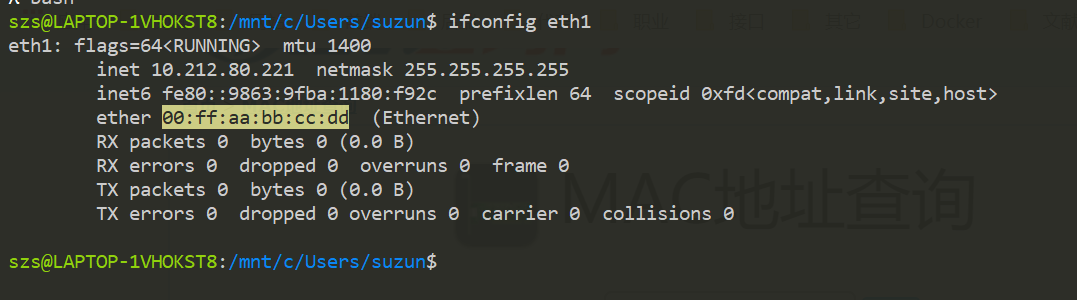 szs@LAPTOP-1VHOKST8:/mnt/c/Users/suzun$ ifconfig eth1
eth1: flags=64<RUNNING>  mtu 1400
        inet 10.212.80.221  netmask 255.255.255.255
        inet6 fe80::9863:9fba:1180:f92c  prefixlen 64  scopeid 0xfd<compat,link,site,host>
        ether 00:ff:aa:bb:cc:dd  (Ethernet)
        RX packets 0  bytes 0 (0.0 B)
        RX errors 0  dropped 0  overruns 0  frame 0
        TX packets 0  bytes 0 (0.0 B)
        TX errors 0  dropped 0 overruns 0  carrier 0  collisions 0
MAC地址查询
szs@LAPTOP-1VHOKST8:/mnt/c/Users/suzun$
Docker